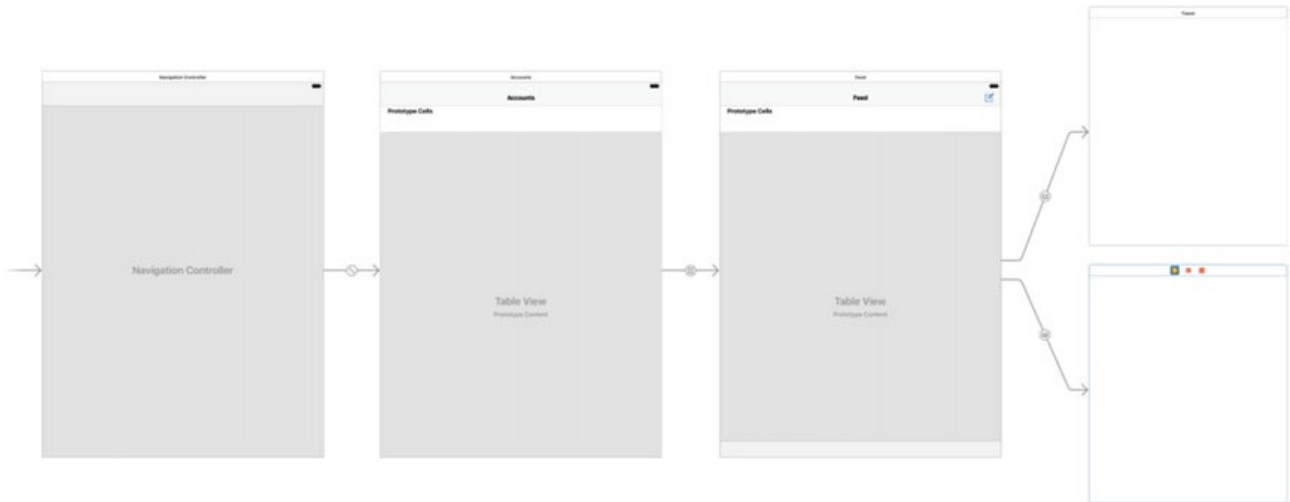 Navigation Controller
Navigation Controller
Accounts
Accounts
Prototype Cells
Table View
Prototype Content
Feed
Feed
Prototype Cells
Table View
Prototype Content
Tweet